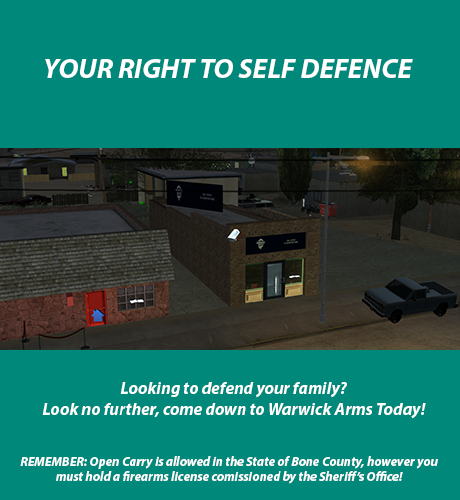 YOUR RIGHT TO SELF DEFENCE
Looking to defend your family?
Look no further, come down to Warwick Arms Today!
REMEMBER: Open Carry is allowed in the State of Bone County, however you
must hold a firearms license comissioned by the Sheriff's Office!